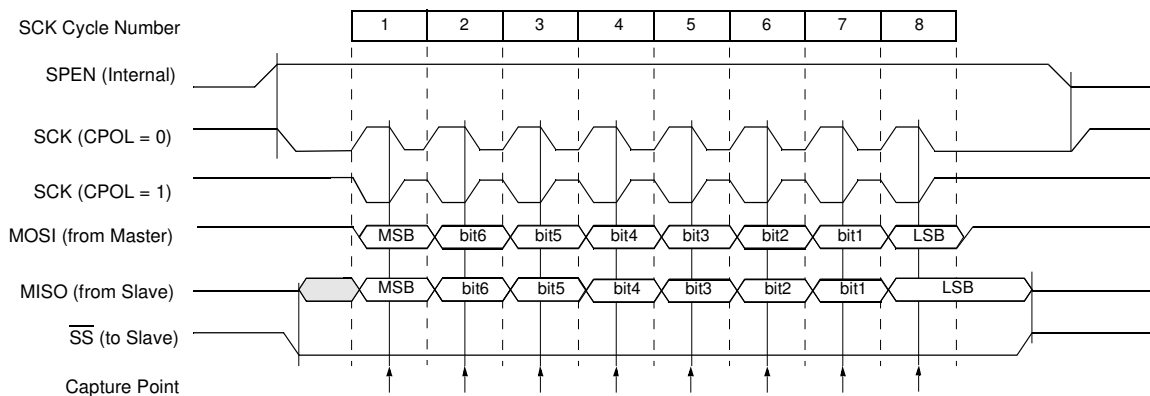 SCK Cycle Number 1 2 3 4 5 6 7 8
SPEN (Internal)
SCK (CPOL = 0)
SCK (CPOL = 1)
MOSI (from Master) MSB bit6 bit5 bit4 bit3 bit2 bit1 LSB
MISO (from Slave) MSB bit6 bit5 bit4 bit3 bit2 bit1 LSB
SS (to Slave)
Capture Point